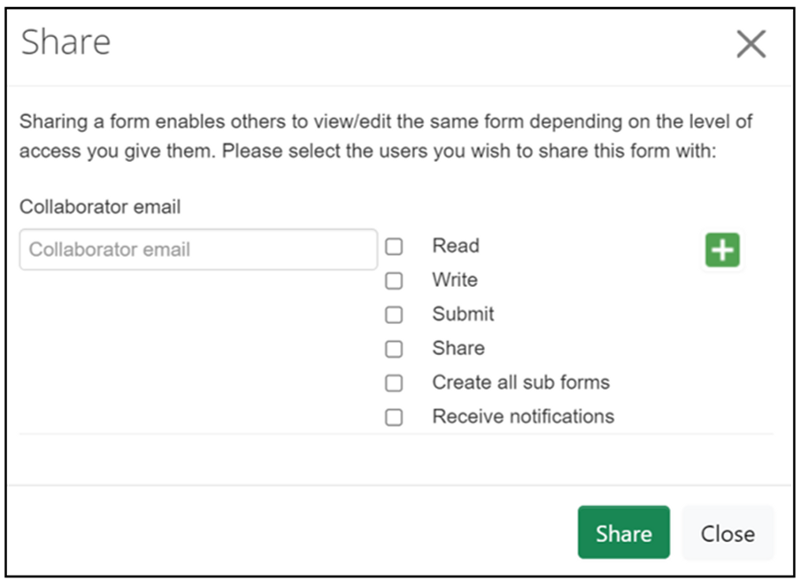 Share
Sharing a form enables others to view/edit the same form depending on the level of
access you give them. Please select the users you wish to share this form with:
Collaborator email
Collaborator email
Read
Write
Submit
Share
Create all sub forms
Receive notifications
Share Close